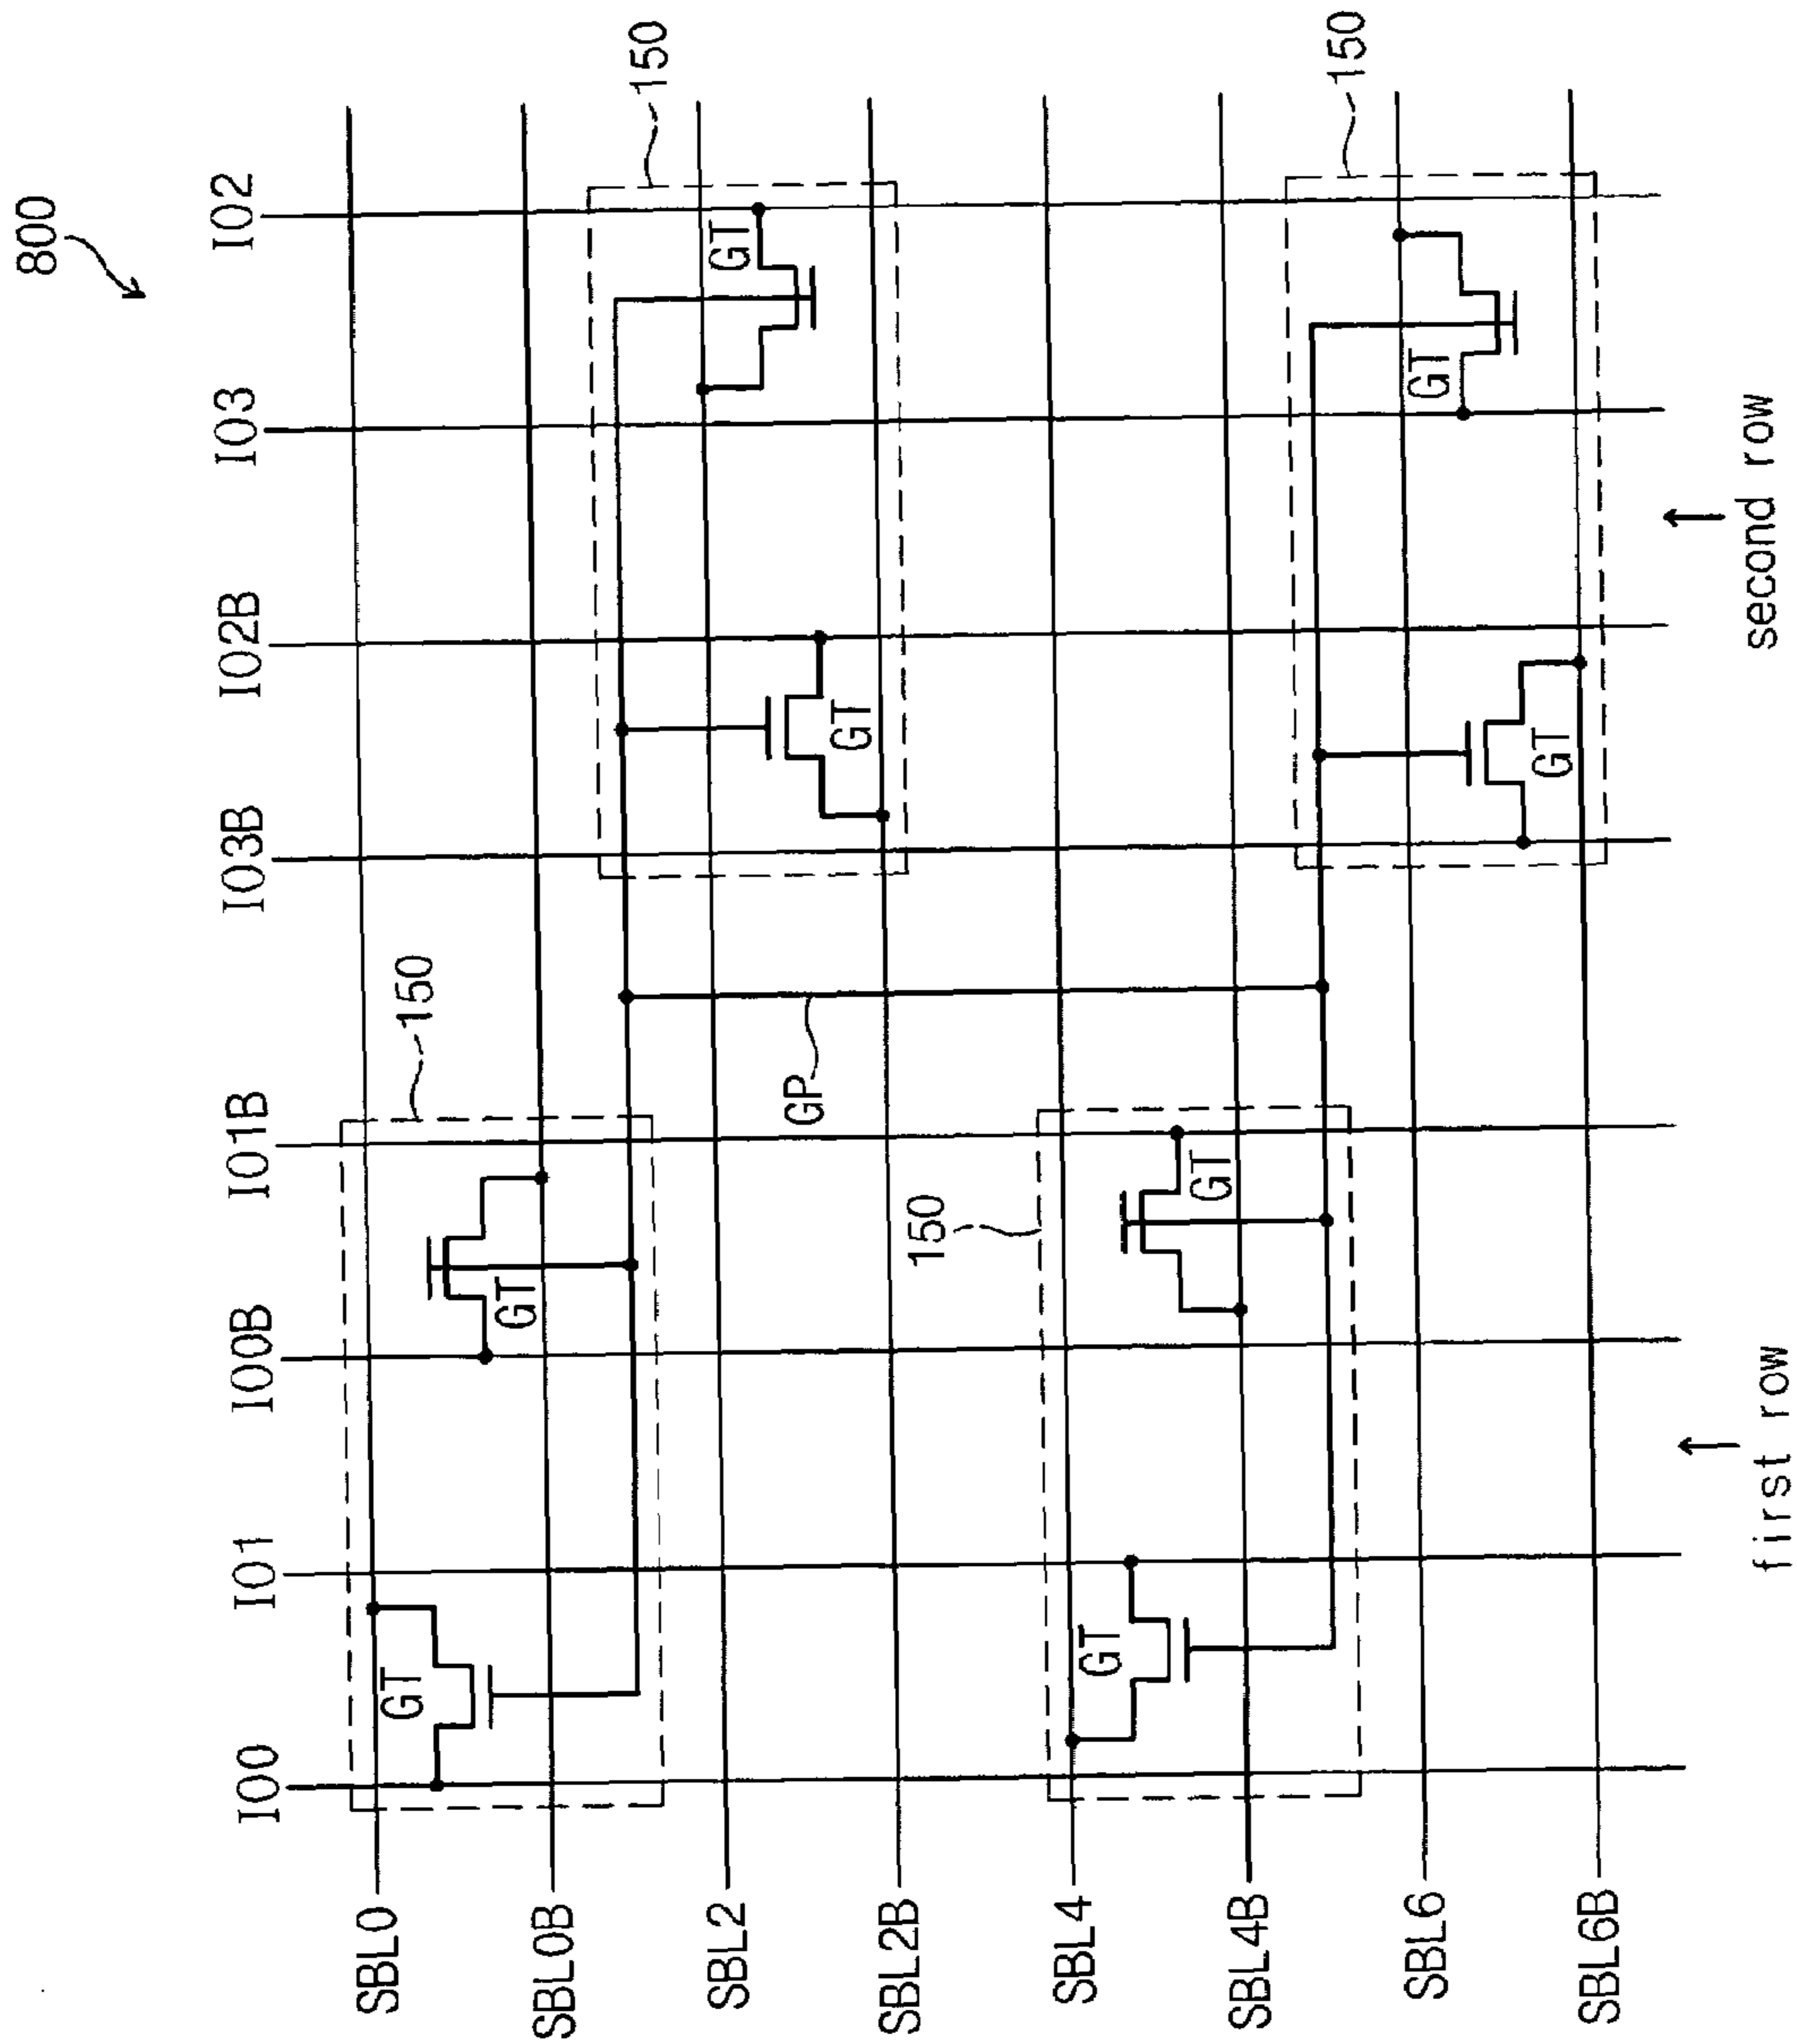 800
IO2
IO3
IO2B
IO3B
IO1B
IO0B
IO1
IO0
150
150
150
150
GT
GT
GT
GT
GT
GT
GT
GT
GP
SBL0
SBL0B
SBL2
SBL2B
SBL4
SBL4B
SBL6
SBL6B
first row
second row